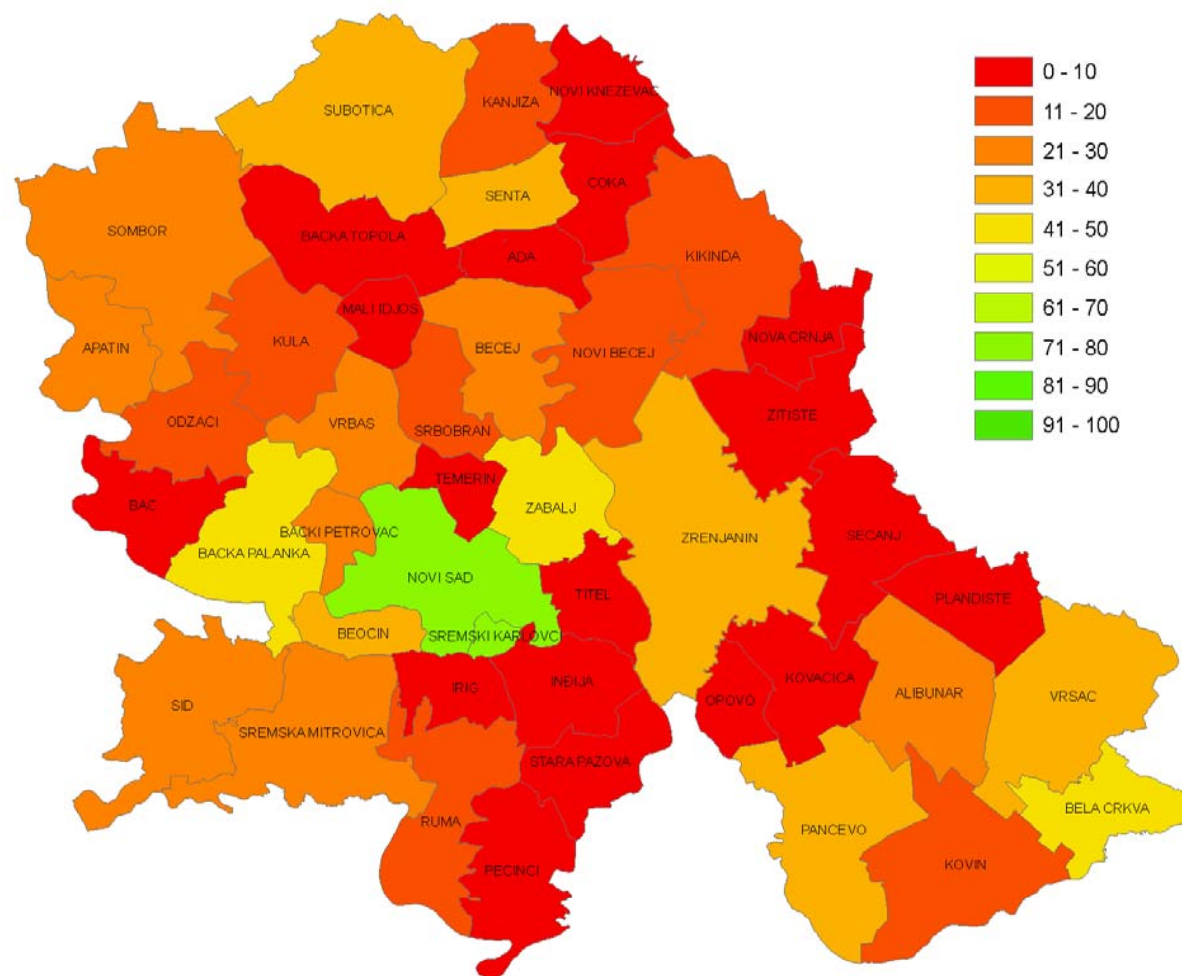 SUBOTICA
KANJIZA
NOVI KNEZEVAC
COKA
SENTA
SOMBOR
BACKA TOPOLA
ADA
KIKINDA
MALI IDJOS
NOVA CRNJA
APATIN
KULA
BECEJ
NOVI BECEJ
ZITISTE
ODZACI
VRBAS
SRBOBRAN
TEMERIN
BAC
ZABALJ
BACKI PETROVAC
BACKA PALANKA
ZRENJANIN
SECANJ
NOVI SAD
TITEL
PLANDISTE
BEOCIN
SREMSKI KARLOVC
SID
IRIG
INĐIJA
OPOVO
KOVACICA
ALIBUNAR
VRSAC
SREMSKA MITROVICA
STARA PAZOVA
RUMA
PANCEVO
BELA CRKVA
PECINCI
KOVIN
0 - 10
11 - 20
21 - 30
31 - 40
41 - 50
51 - 60
61 - 70
71 - 80
81 - 90
91 - 100